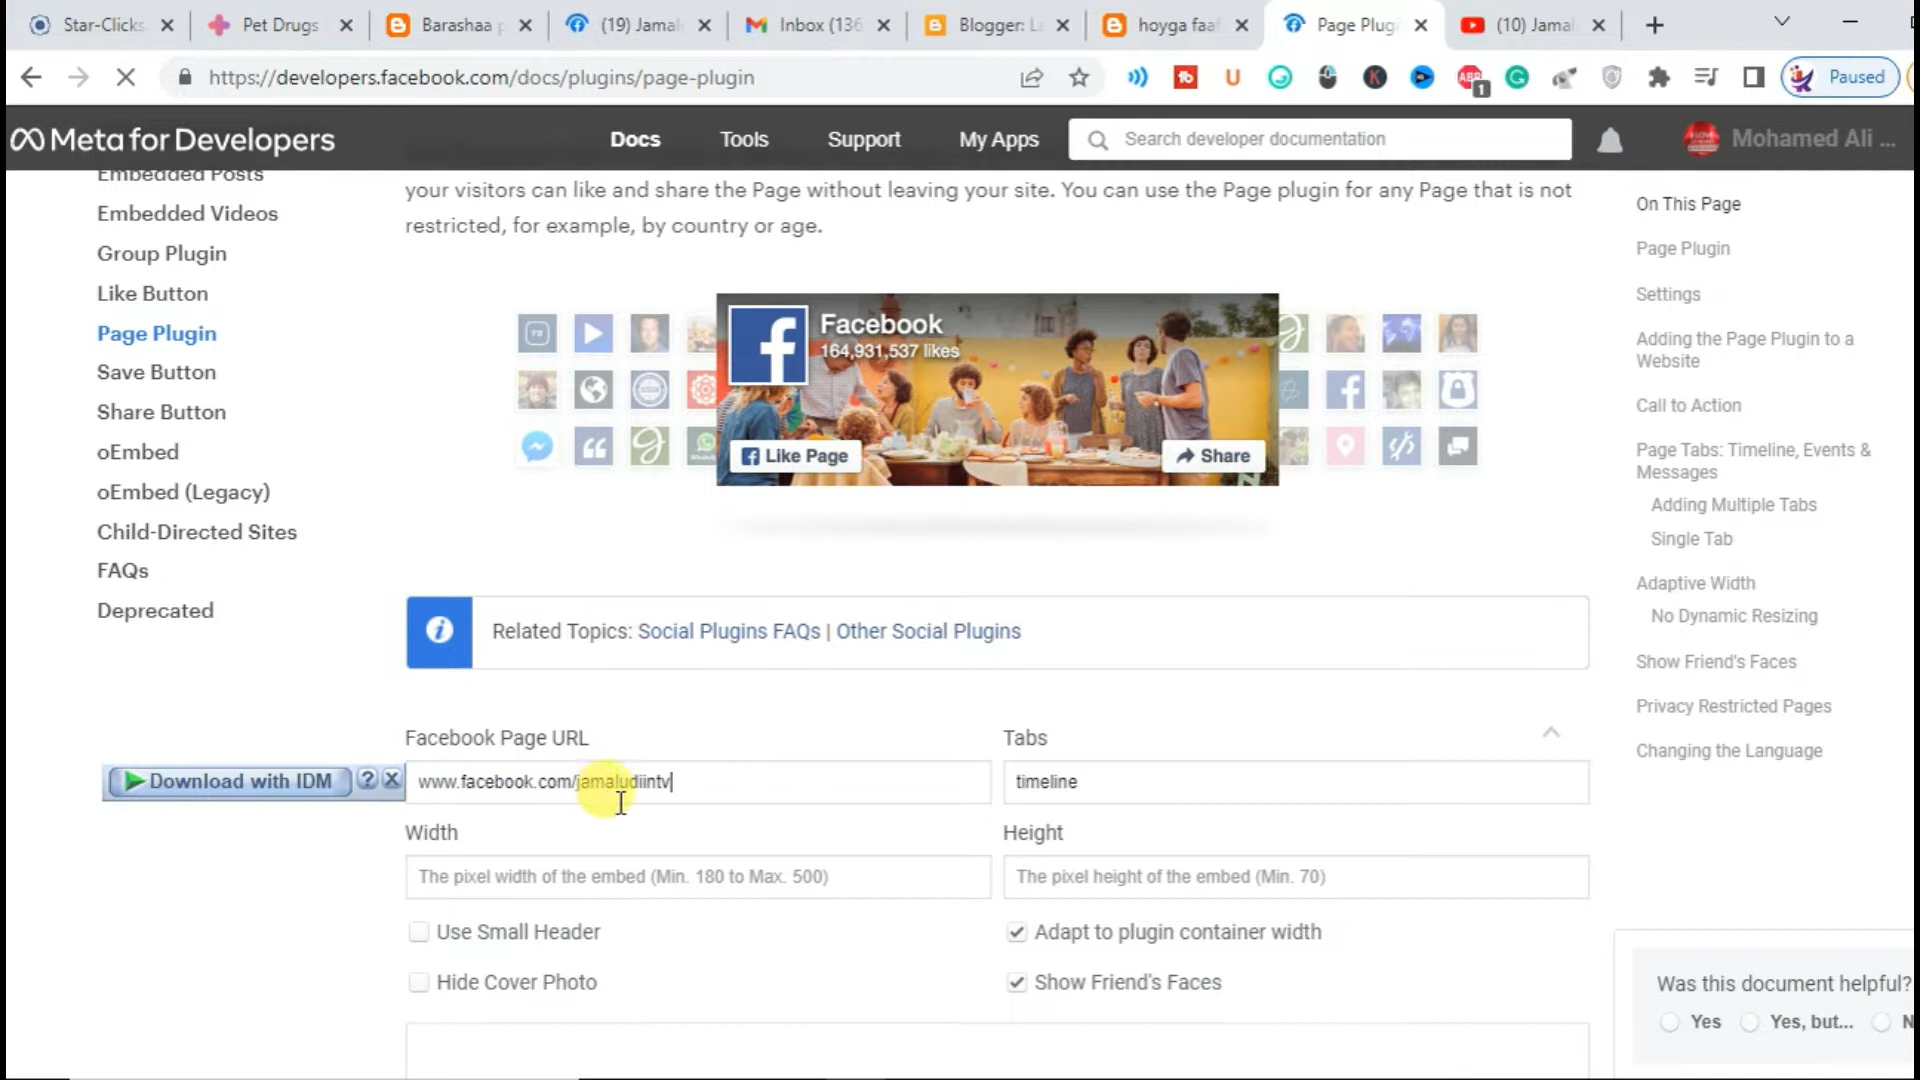 Star-Clicks
Pet Drugs
Barashaa p
(19) Jamal
Inbox (136
Blogger: L
hoyga faaf
Page Plug
(10) Jamal
https://developers.facebook.com/docs/plugins/page-plugin
ABP
1
Paused
Meta for Developers
Docs
Tools
Support
My Apps
Search developer documentation
Mohamed Ali ...
Embedded Posts
Embedded Videos
Group Plugin
Like Button
Page Plugin
Save Button
Share Button
oEmbed
oEmbed (Legacy)
Child-Directed Sites
FAQs
Deprecated
your visitors can like and share the Page without leaving your site. You can use the Page plugin for any Page that is not
restricted, for example, by country or age.
Facebook
164,931,537 likes
Like Page
Share
Related Topics: Social Plugins FAQs | Other Social Plugins
Facebook Page URL
Tabs
Download with IDM
?
www.facebook.com/jamaludiintv
timeline
Width
Height
The pixel width of the embed (Min. 180 to Max. 500)
The pixel height of the embed (Min. 70)
Use Small Header
Adapt to plugin container width
Hide Cover Photo
Show Friend's Faces
On This Page
Page Plugin
Settings
Adding the Page Plugin to a
Website
Call to Action
Page Tabs: Timeline, Events &
Messages
Adding Multiple Tabs
Single Tab
Adaptive Width
No Dynamic Resizing
Show Friend's Faces
Privacy Restricted Pages
Changing the Language
Was this document helpful?
Yes
Yes, but...
N